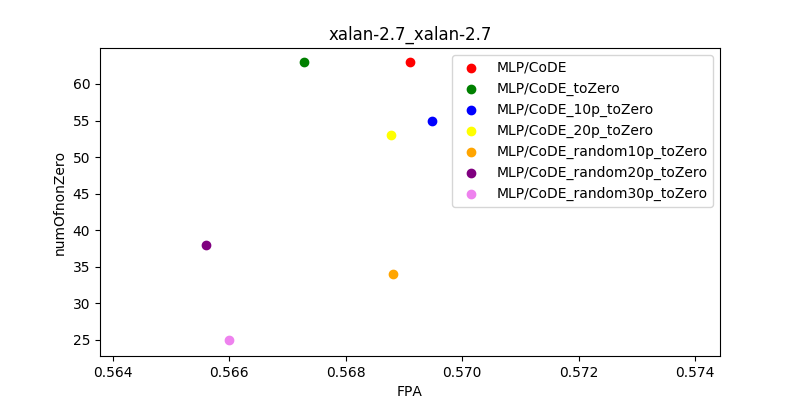 xalan-2.7_xalan-2.7
MLP/CoDE
MLP/CoDE_toZero
MLP/CoDE_10p_toZero
MLP/CoDE_20p_toZero
MLP/CoDE_random10p_toZero
MLP/CoDE_random20p_toZero
MLP/CoDE_random30p_toZero
numOfnonZero
60
55
50
45
40
35
30
25
0.564 0.566 0.568 0.570 0.572 0.574
FPA